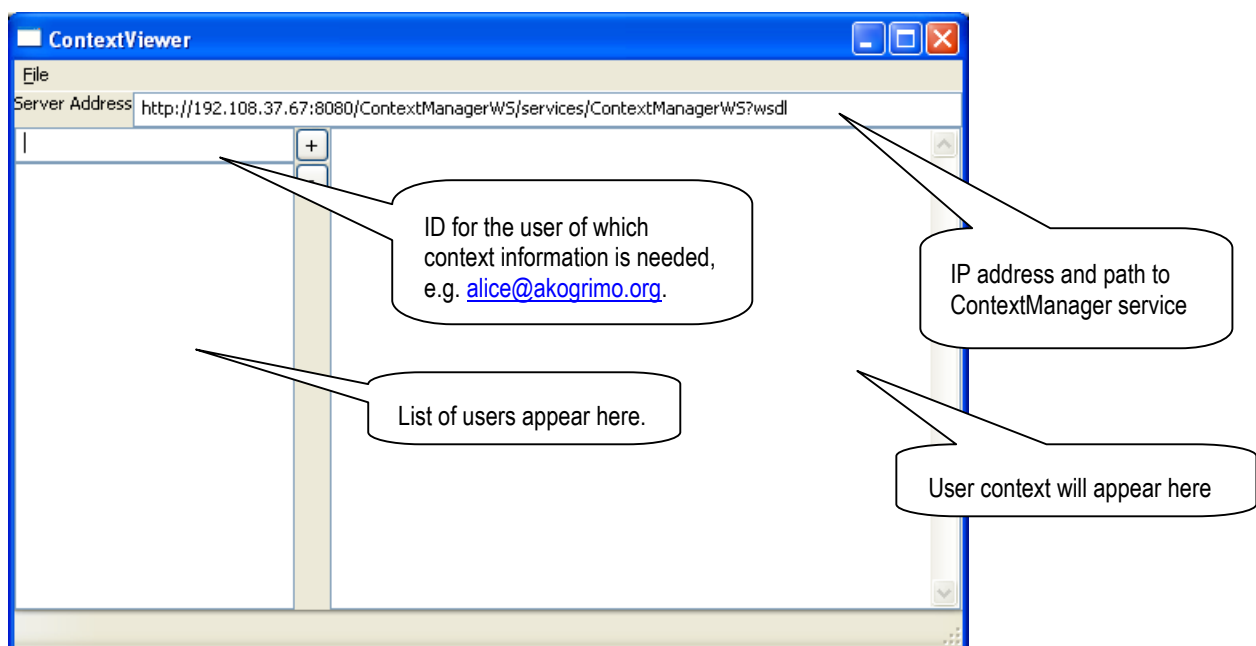 ContextViewer
File
Server Address http://192.108.37.67:8080/ContextManagerWS/services/ContextManagerWS?wsdl
+
ID for the user of which
context information is needed,
e.g. alice@akogrimo.org.
IP address and path to
ContextManager service
List of users appear here.
User context will appear here